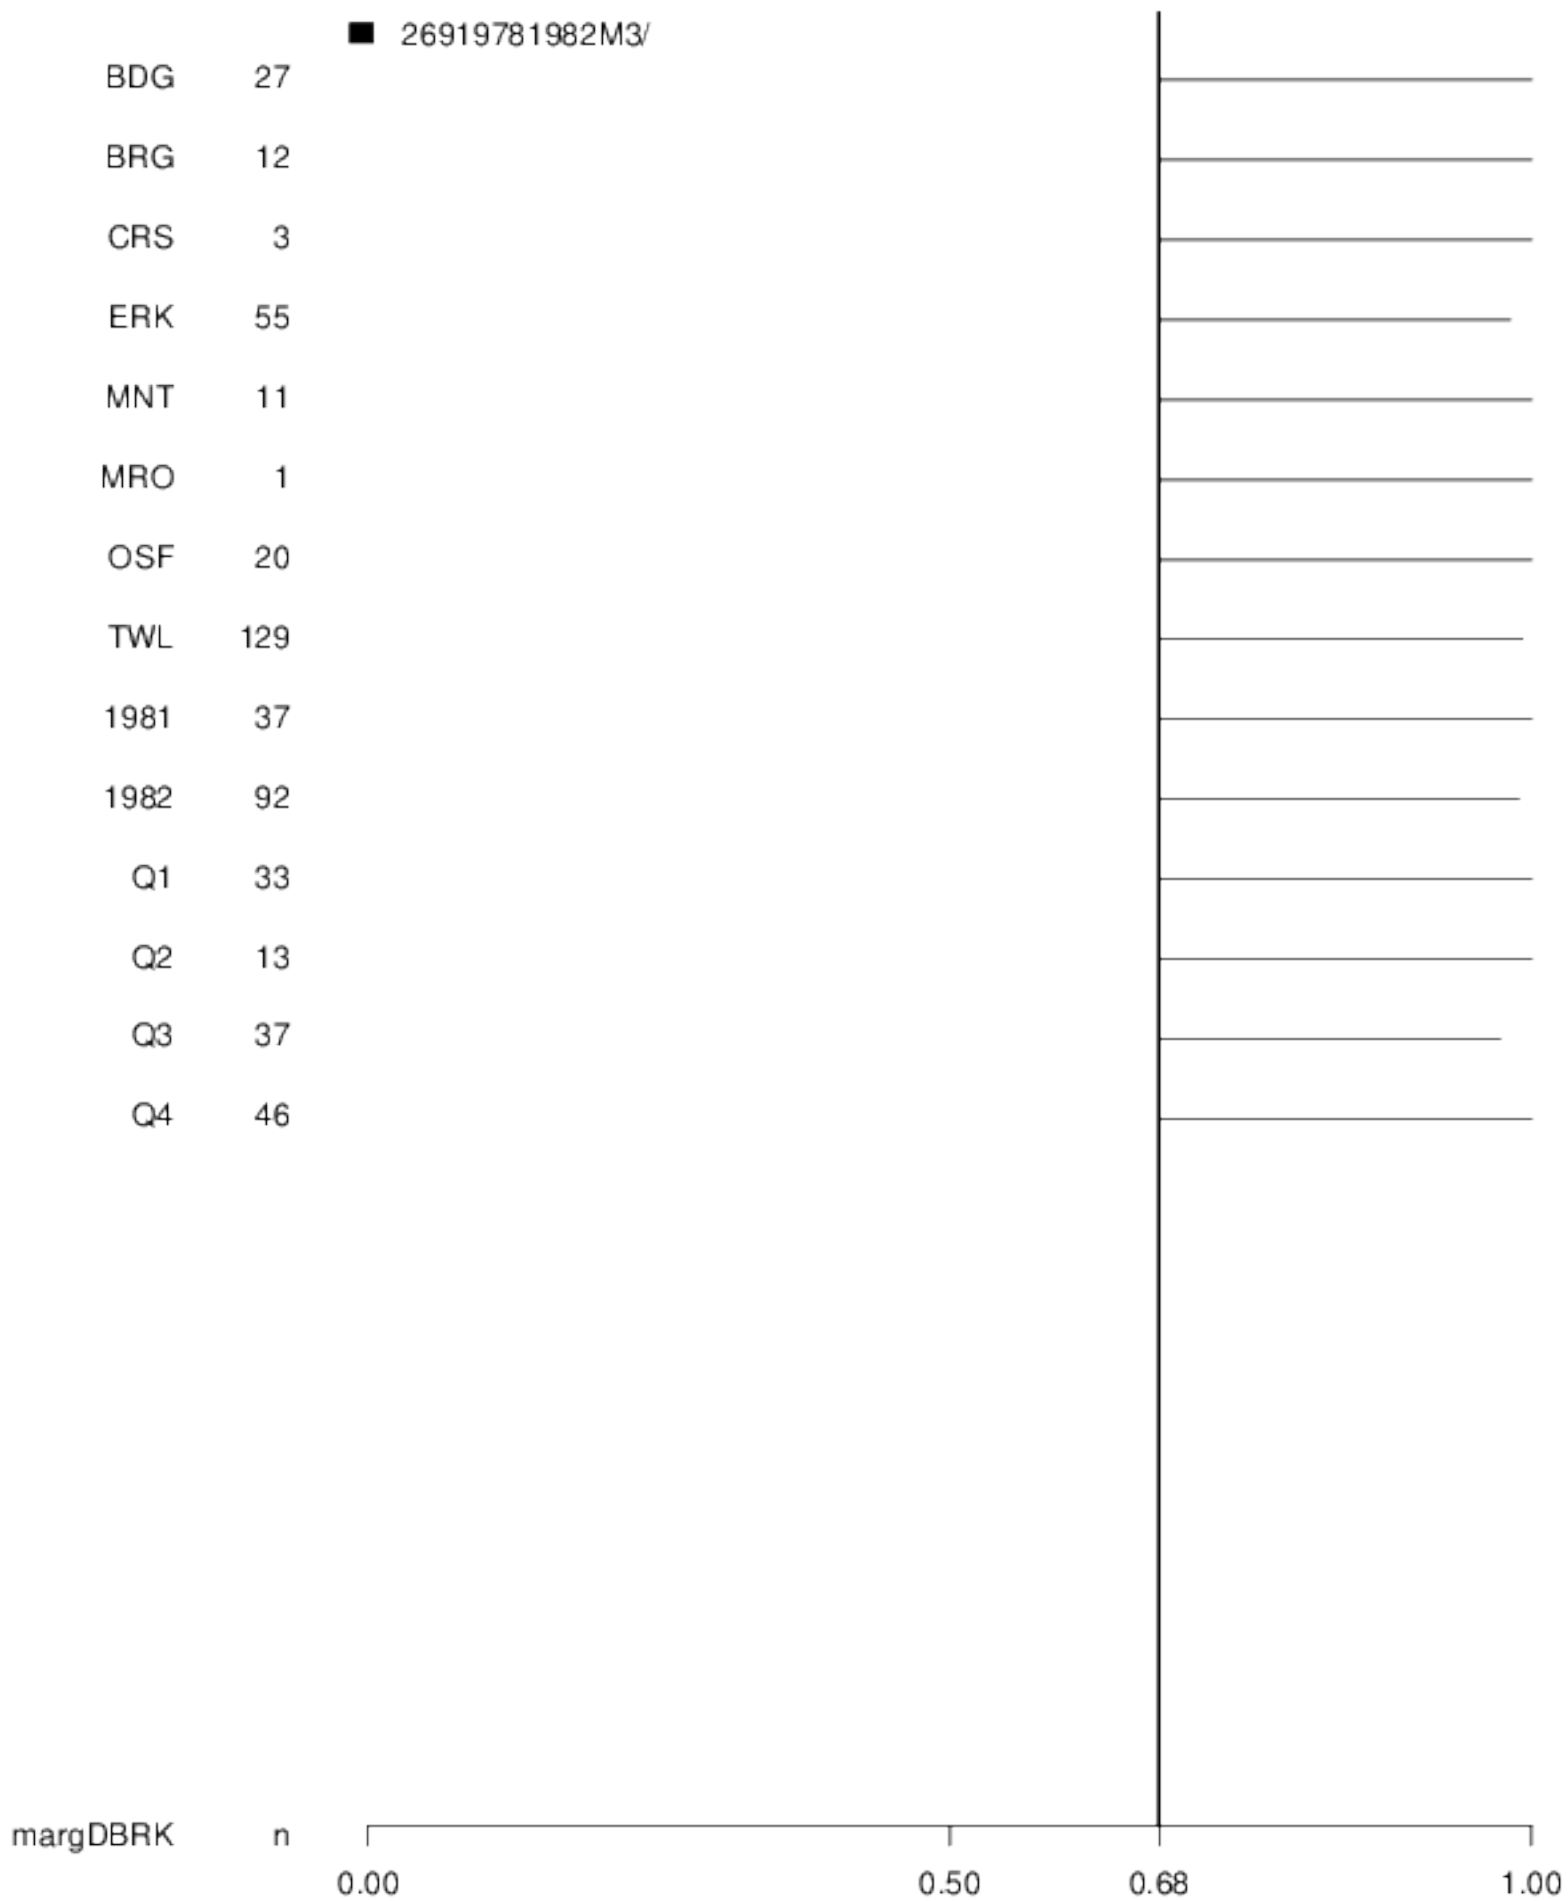 26919781982M3/
BDG 27
BRG 12
CRS 3
ERK 55
MNT 11
MRO 1
OSF 20
TWL 129
1981 37
1982 92
Q1 33
Q2 13
Q3 37
Q4 46
margDBRK n
0.00 0.50 0.68 1.00